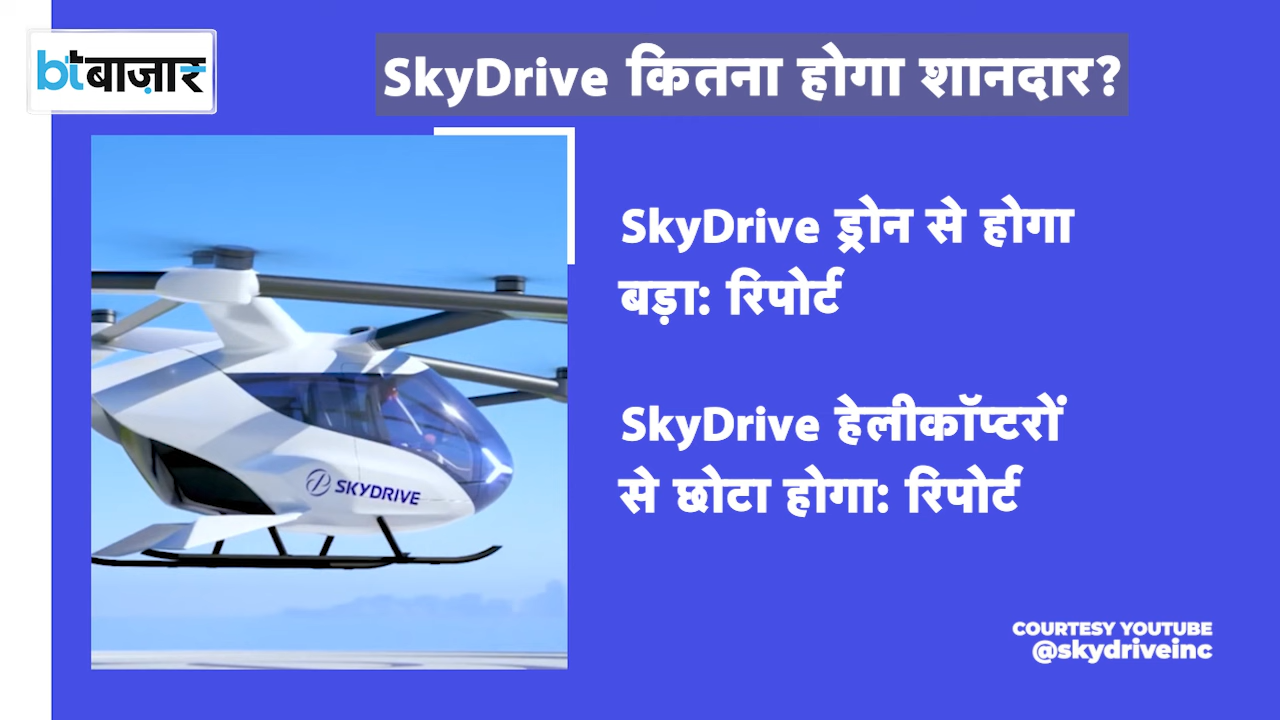 btबाज़ार
SkyDrive कितना होगा शानदार?
SkyDrive ड्रोन से होगा
बड़ा: रिपोर्ट
SkyDrive हेलीकॉप्टरों
से छोटा होगा: रिपोर्ट
SKYDRIVE
COURTESY YOUTUBE
@skydriveinc